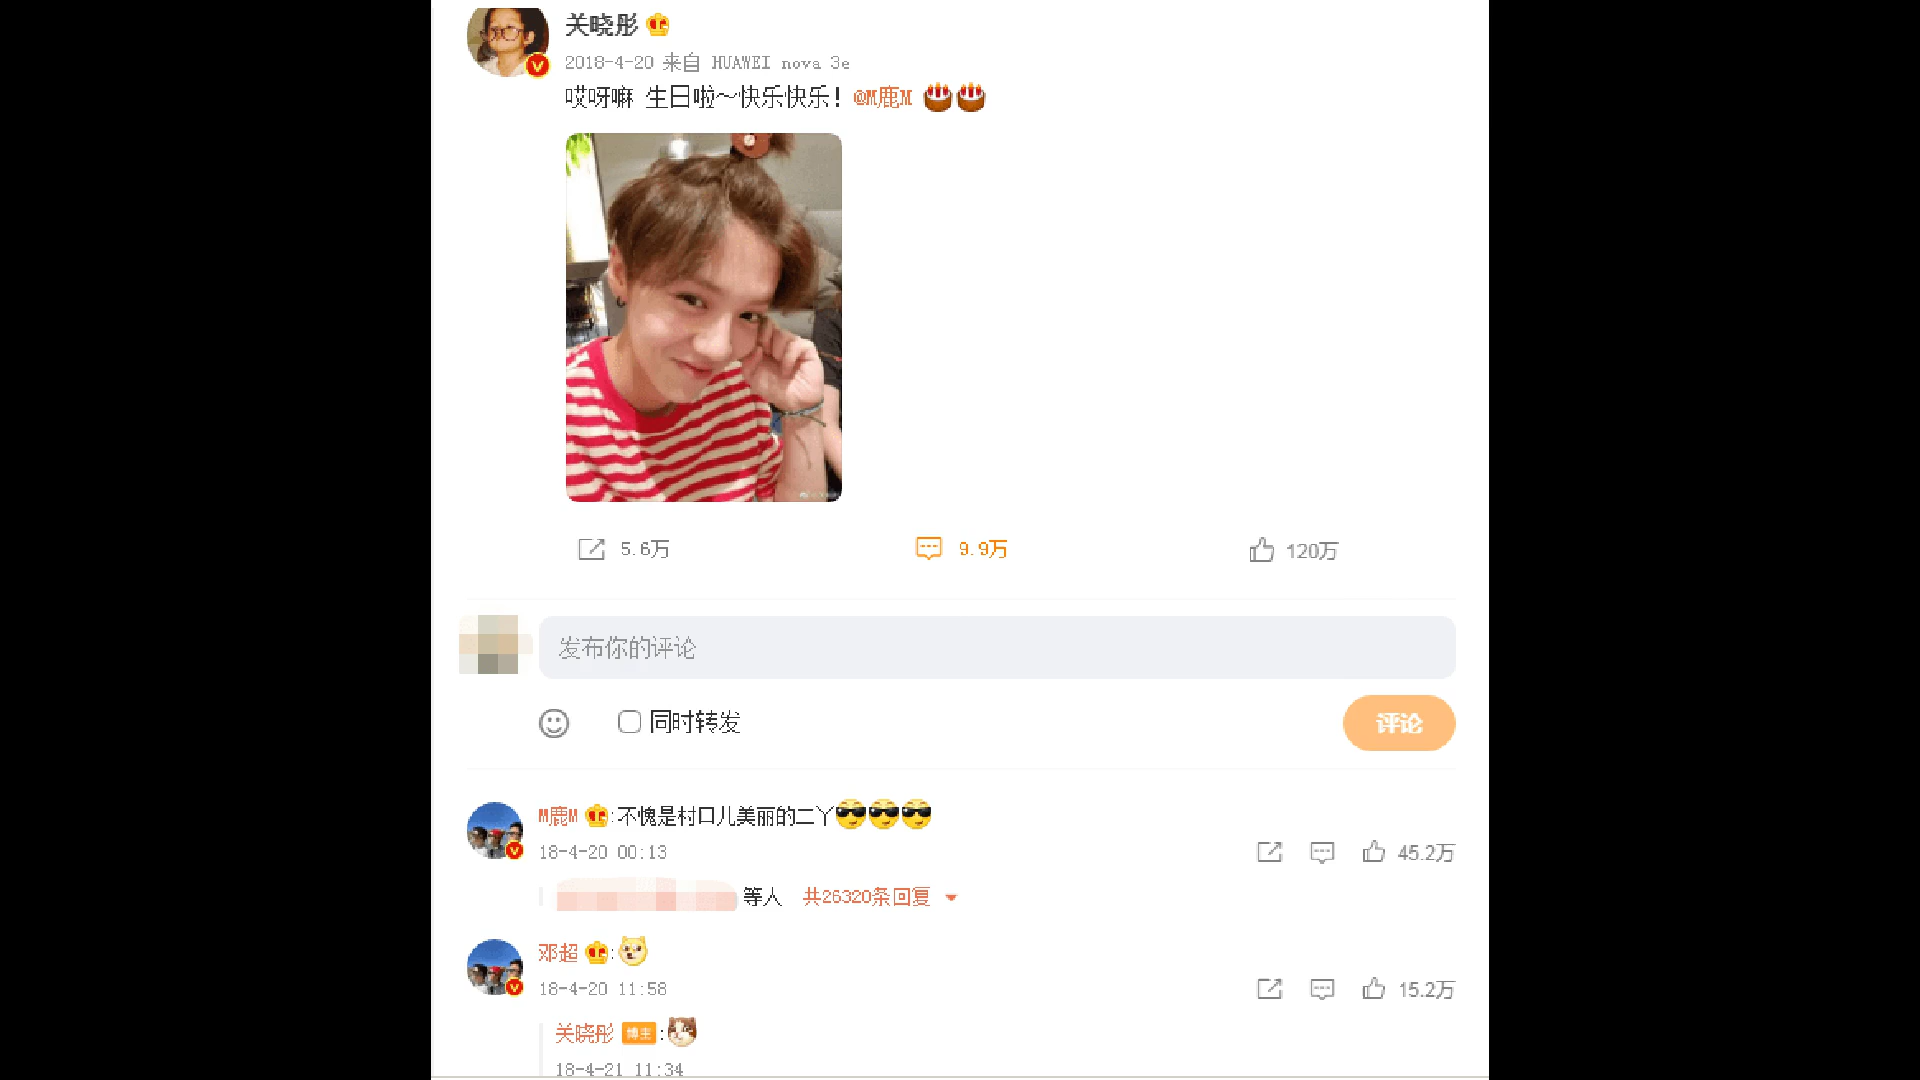 关晓彤
2018-4-20 来自 HUAWEI nova 3e
哎呀嘛 生日啦~快乐快乐！@M鹿M
5.6万
9.9万
120万
发布你的评论
同时转发
评论
M鹿M:不愧是村口儿美丽的二丫
18-4-20 00:13
45.2万
等人 共26320条回复
邓超:
18-4-20 11:58
15.2万
关晓彤 博主:
18-4-21 11:34